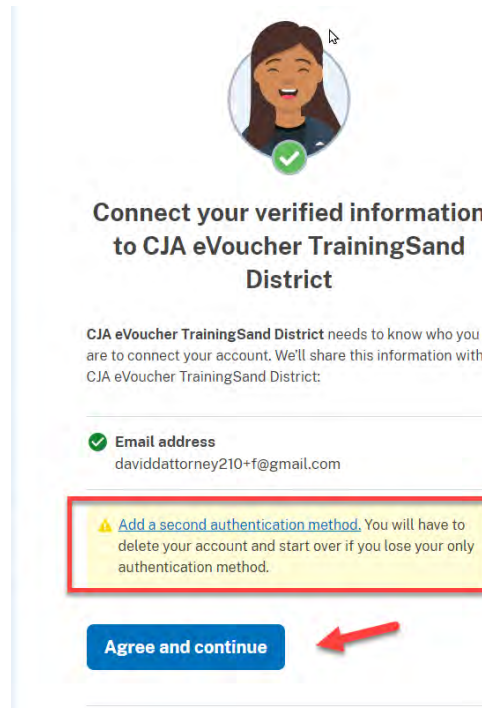 Connect your verified information
to CJA eVoucher TrainingSand
District
CJA eVoucher TrainingSand District needs to know who you
are to connect your account. We'll share this information with
CJA eVoucher TrainingSand District:
Email address
daviddattorney210+f@gmail.com
Add a second authentication method. You will have to
delete your account and start over if you lose your only
authentication method.
Agree and continue